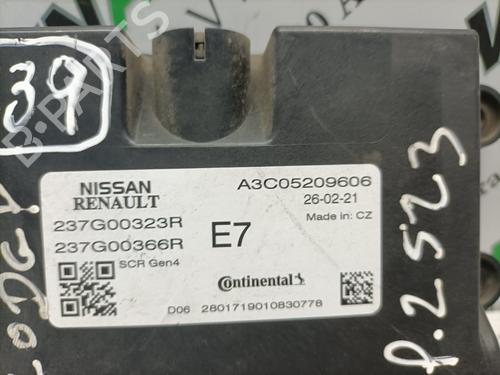 39
NISSAN
RENAULT
A3C05209606
26-02-21
Made in: CZ
237G00323R
237G00366R
E7
SCR Gen4
Continental
D06 2801719010830778
P.2523
B-PARTS